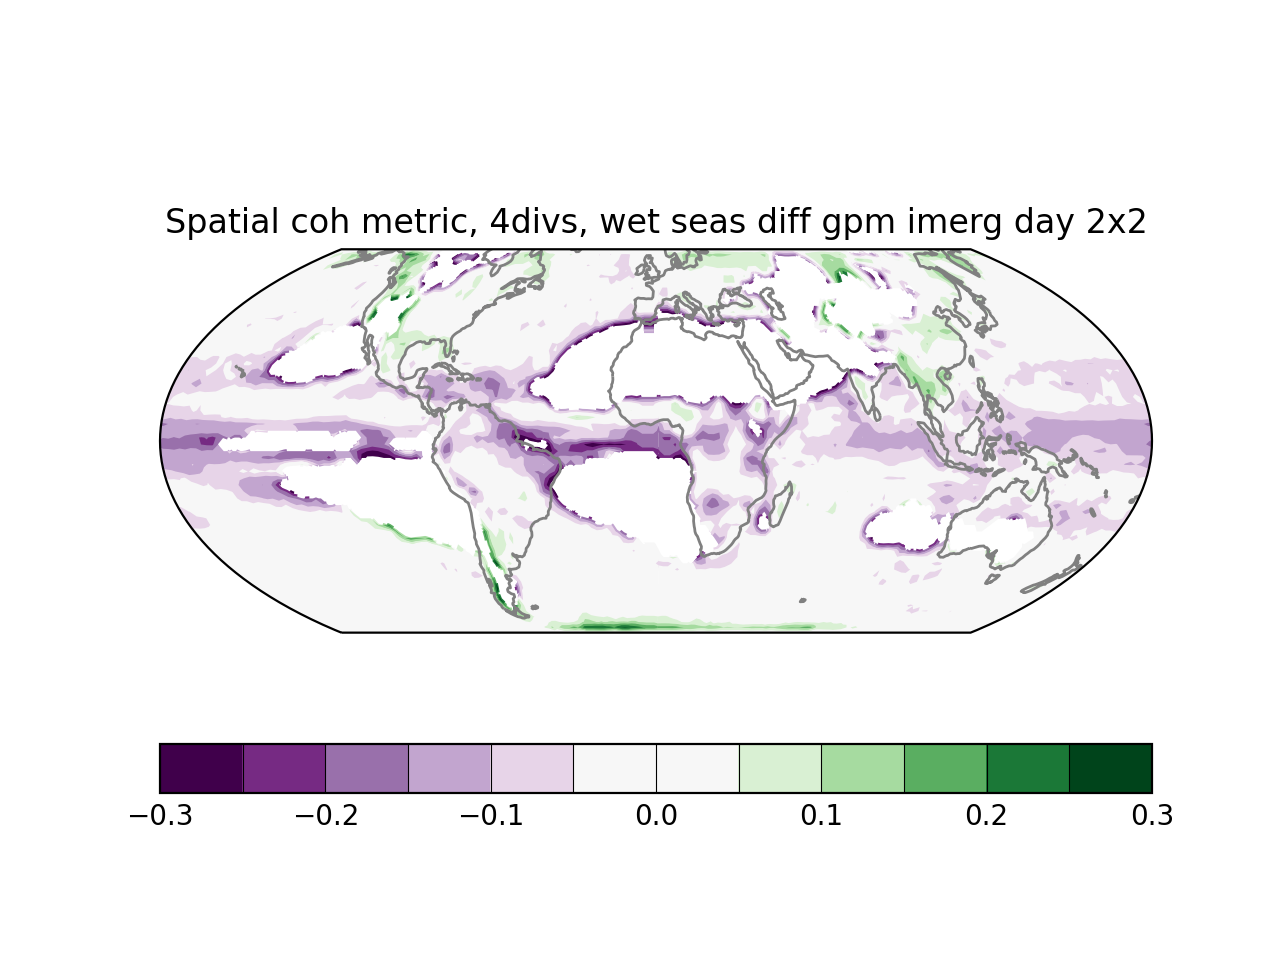 Spatial coh metric, 4divs, wet seas diff gpm imerg day 2x2
−0.3 −0.2 −0.1 0.0 0.1 0.2 0.3